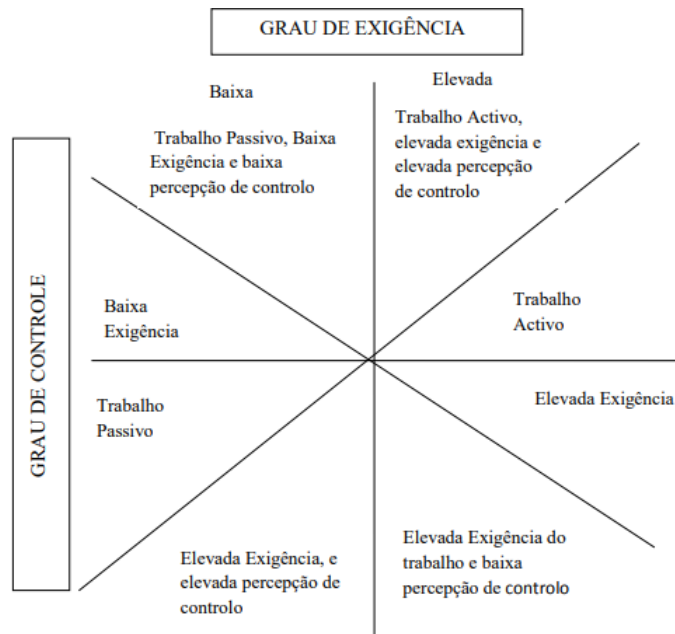 GRAU DE EXIGÊNCIA
Baixa
Elevada
Trabalho Passivo, Baixa
Exigência e baixa
percepção de controlo
Trabalho Activo,
elevada exigência e
elevada percepção
de controlo
GRAU DE CONTROLE
Baixa
Exigência
Trabalho
Activo
Trabalho
Passivo
Elevada Exigência
Elevada Exigência, e
elevada percepção de
controlo
Elevada Exigência do
trabalho e baixa
percepção de controlo